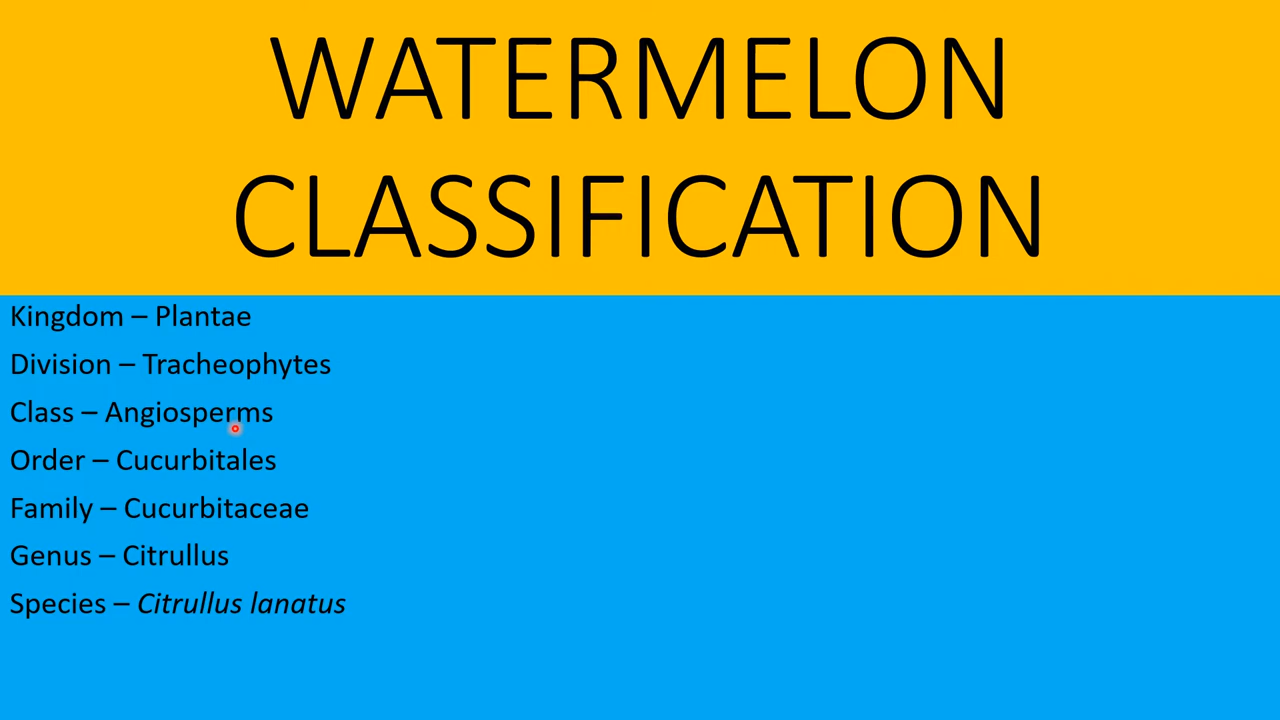 WATERMELON
CLASSIFICATION
Kingdom – Plantae
Division – Tracheophytes
Class – Angiosperms
Order – Cucurbitales
Family – Cucurbitaceae
Genus – Citrullus
Species – Citrullus lanatus